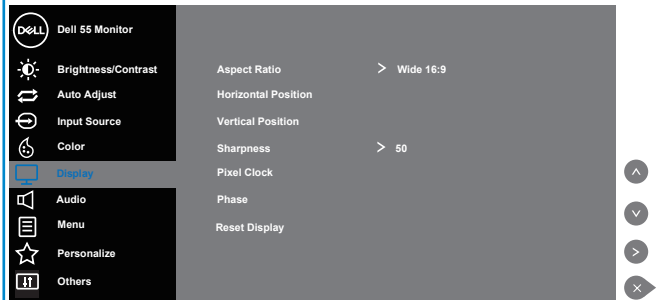 DELL Dell 55 Monitor
Brightness/Contrast Aspect Ratio > Wide 16:9
Auto Adjust Horizontal Position
Input Source Vertical Position
Color Sharpness > 50
Display Pixel Clock
Audio Phase
Menu Reset Display
Personalize
Others